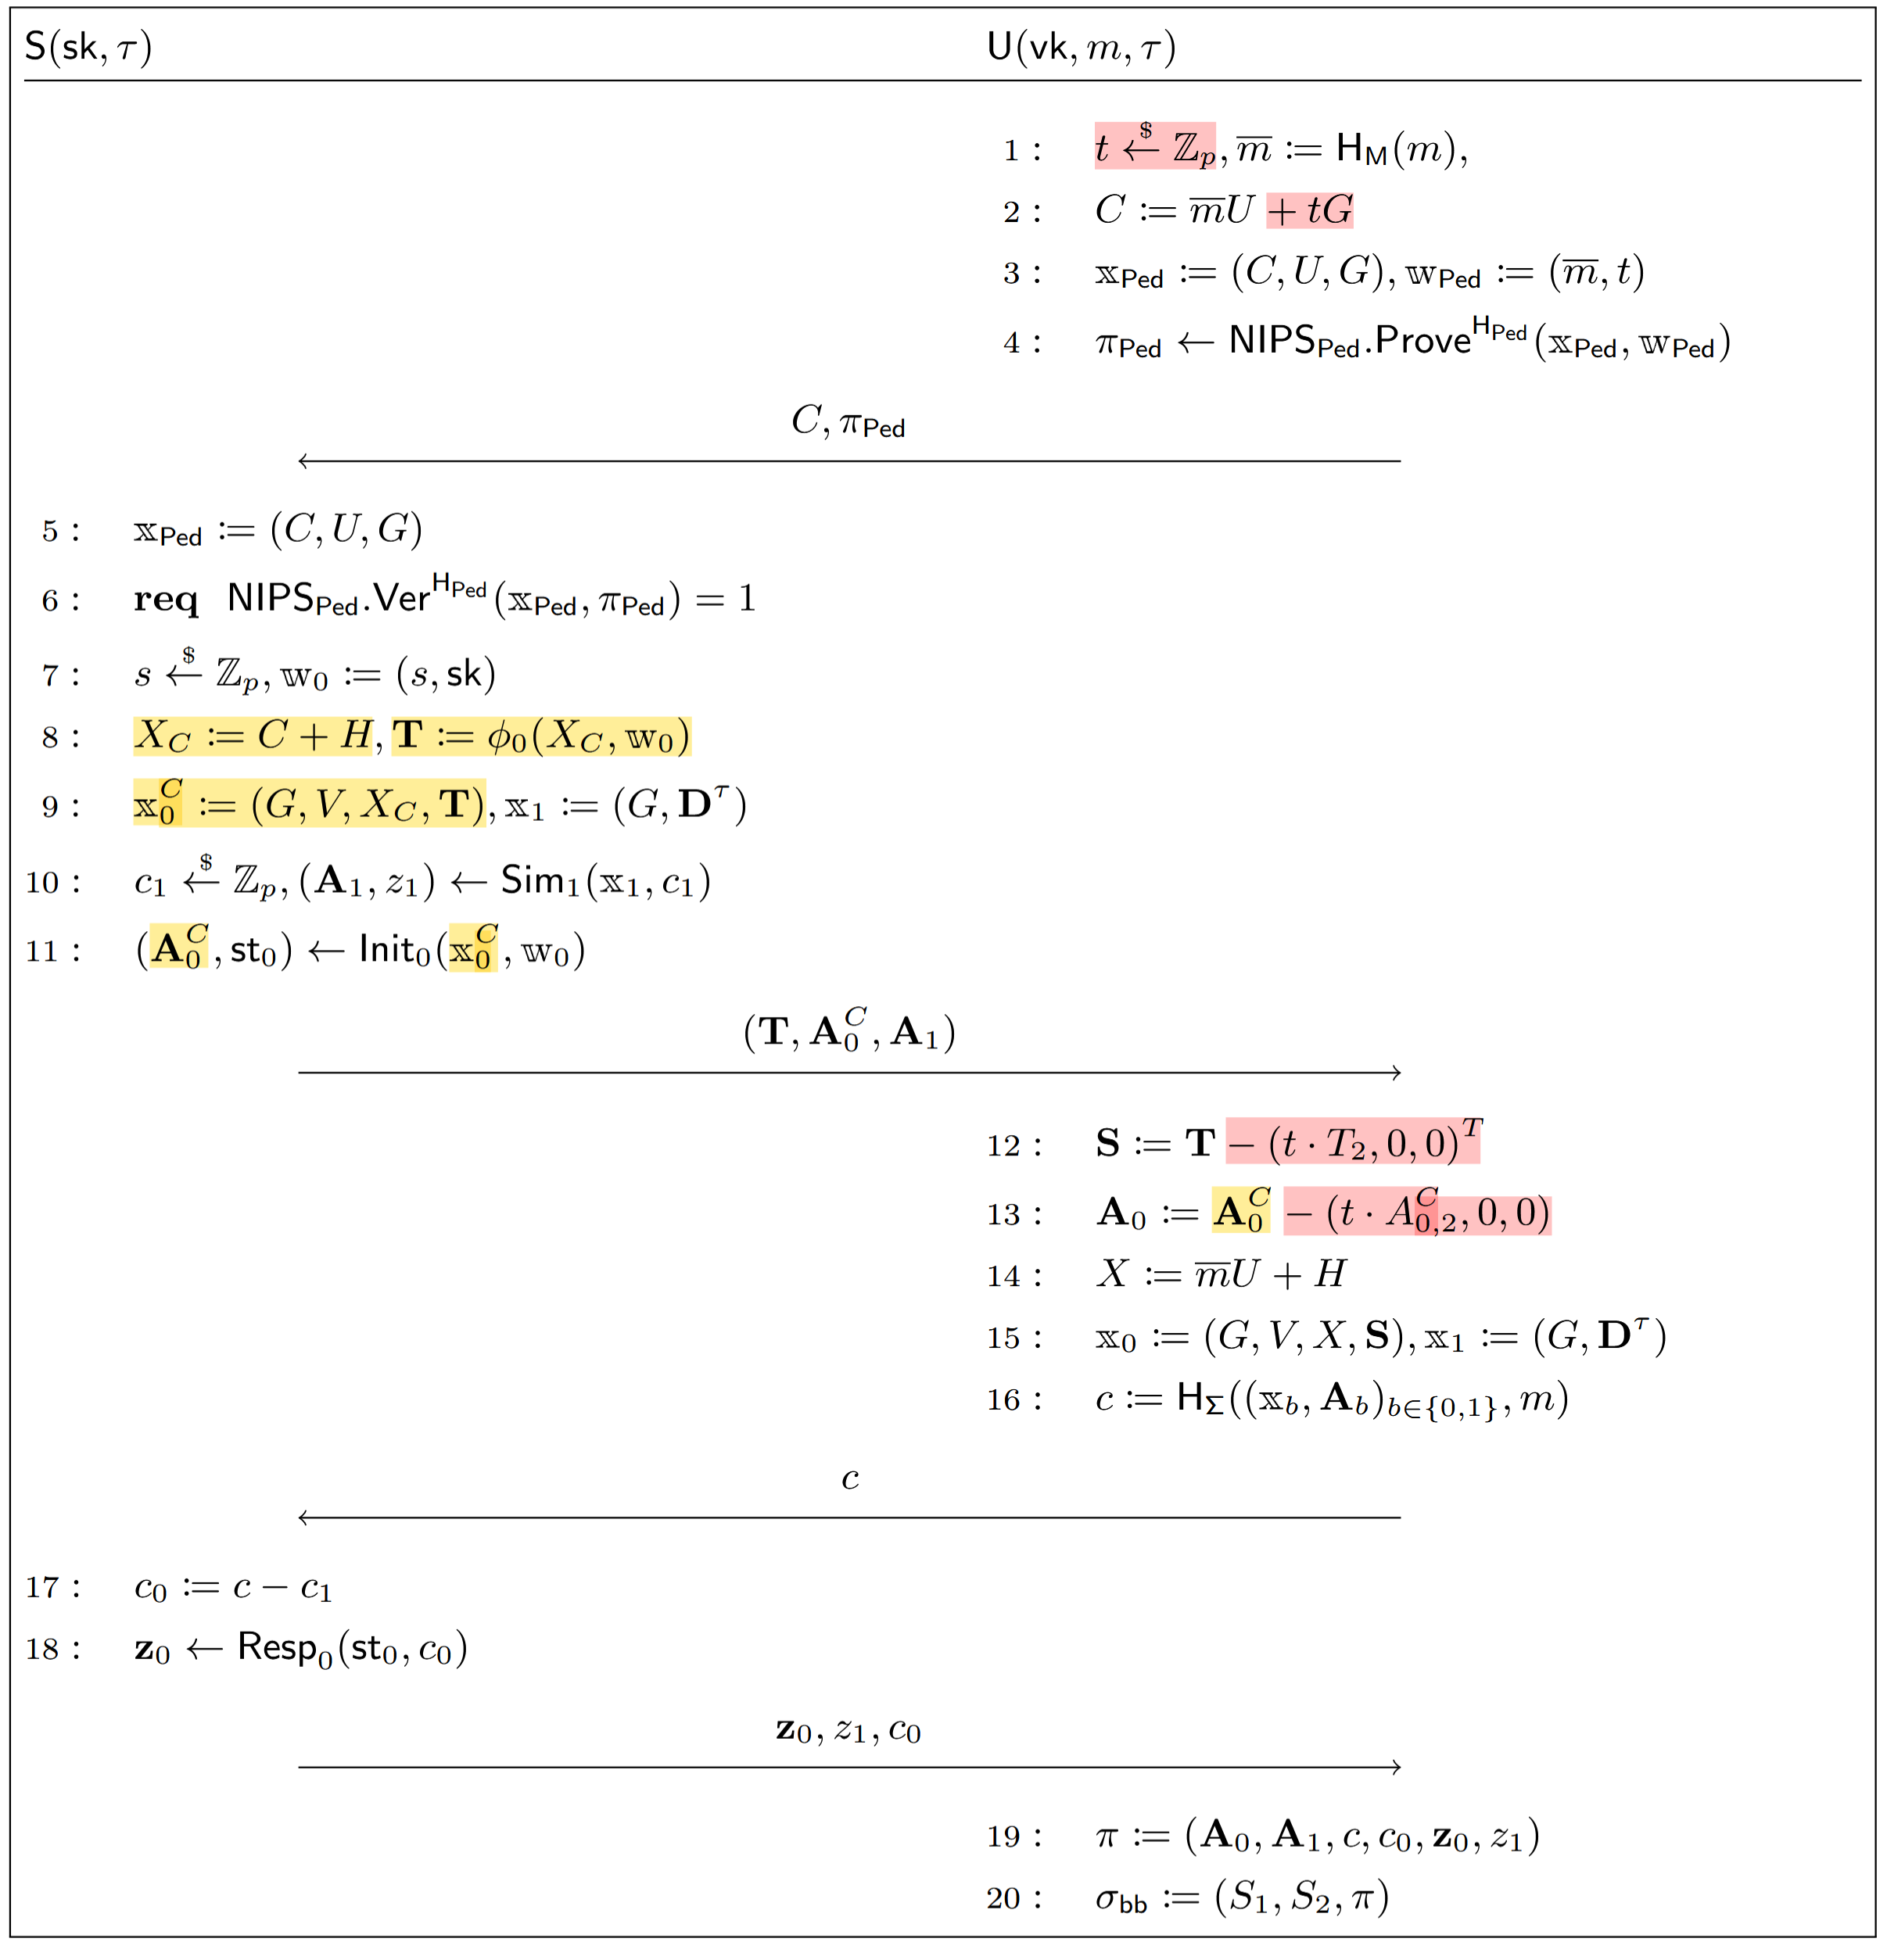 S(sk, τ) U(vk, m, τ)
1 : t ←$ ℤ_p, m̅ := H_M(m),
2 : C := m̅U + tG
3 : 𝕩_Ped := (C, U, G), 𝕨_Ped := (m̅, t)
4 : π_Ped ← NIPS_Ped.Prove^{H_Ped}(𝕩_Ped, 𝕨_Ped)
C, π_Ped
5 : 𝕩_Ped := (C, U, G)
6 : req NIPS_Ped.Ver^{H_Ped}(𝕩_Ped, π_Ped) = 1
7 : s ←$ ℤ_p, 𝕨_0 := (s, sk)
8 : X_C := C + H, 𝐓 := ϕ_0(X_C, 𝕨_0)
9 : 𝕩_0^C := (G, V, X_C, 𝐓), 𝕩_1 := (G, 𝐃^τ)
10 : c_1 ←$ ℤ_p, (𝐀_1, z_1) ← Sim_1(𝕩_1, c_1)
11 : (𝐀_0^C, st_0) ← Init_0(𝕩_0^C, 𝕨_0)
(𝐓, 𝐀_0^C, 𝐀_1)
12 : 𝐒 := 𝐓 − (t · T_2, 0, 0)^T
13 : 𝐀_0 := 𝐀_0^C − (t · A_{0,2}^C, 0, 0)
14 : X := m̅U + H
15 : 𝕩_0 := (G, V, X, 𝐒), 𝕩_1 := (G, 𝐃^τ)
16 : c := H_Σ((𝕩_b, 𝐀_b)_{b∈{0,1}}, m)
c
17 : c_0 := c − c_1
18 : 𝐳_0 ← Resp_0(st_0, c_0)
𝐳_0, z_1, c_0
19 : π := (𝐀_0, 𝐀_1, c, c_0, 𝐳_0, z_1)
20 : σ_bb := (S_1, S_2, π)